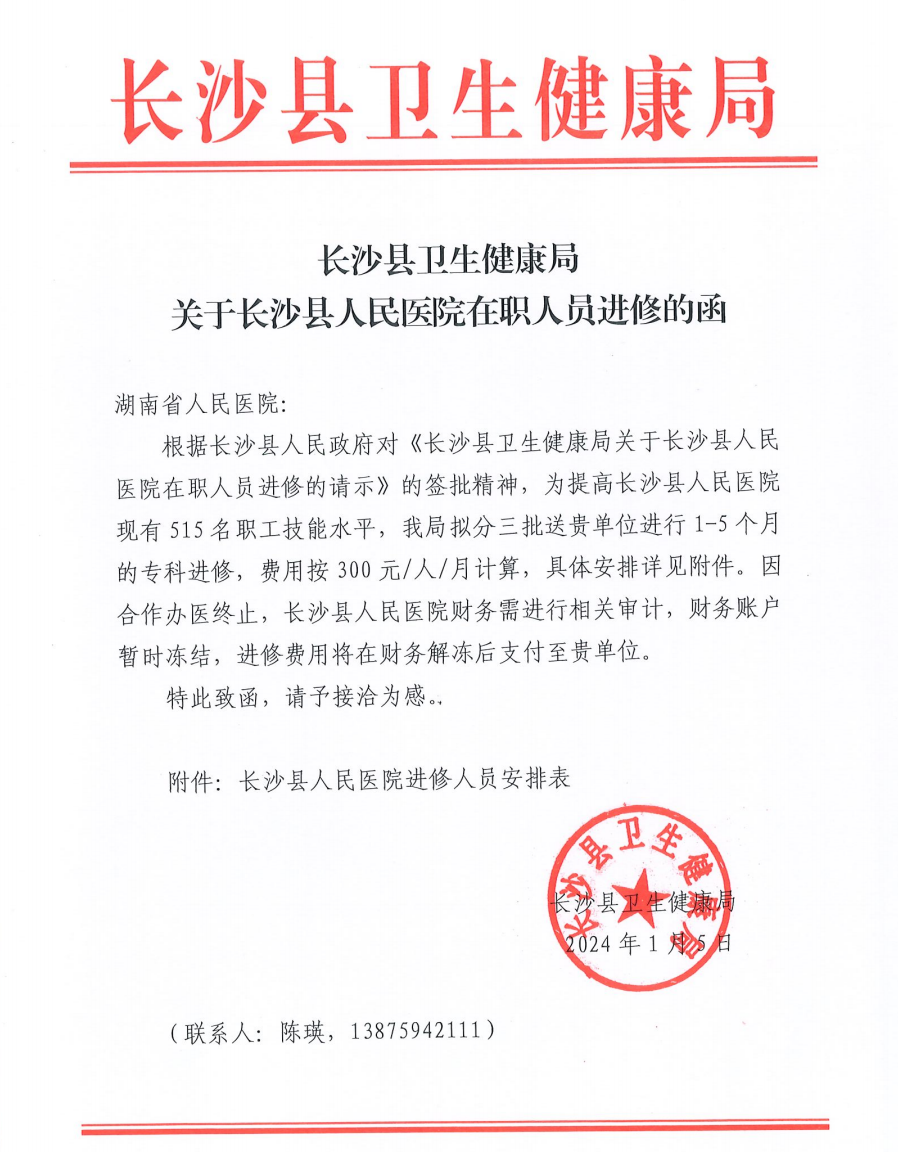 长沙县卫生健康局
长沙县卫生健康局
关于长沙县人民医院在职人员进修的函
湖南省人民医院：
根据长沙县人民政府对《长沙县卫生健康局关于长沙县人民
医院在职人员进修的请示》的签批精神，为提高长沙县人民医院
现有 515 名职工技能水平，我局拟分三批送贵单位进行 1-5 个月
的专科进修，费用按 300 元/人/月计算，具体安排详见附件。因
合作办医终止，长沙县人民医院财务需进行相关审计，财务账户
暂时冻结，进修费用将在财务解冻后支付至贵单位。
特此致函，请予接洽为感。.
附件：长沙县人民医院进修人员安排表
长沙县卫生健康局
长沙县卫生健康局
2024 年 1 月 5 日
（联系人：陈瑛，13875942111）